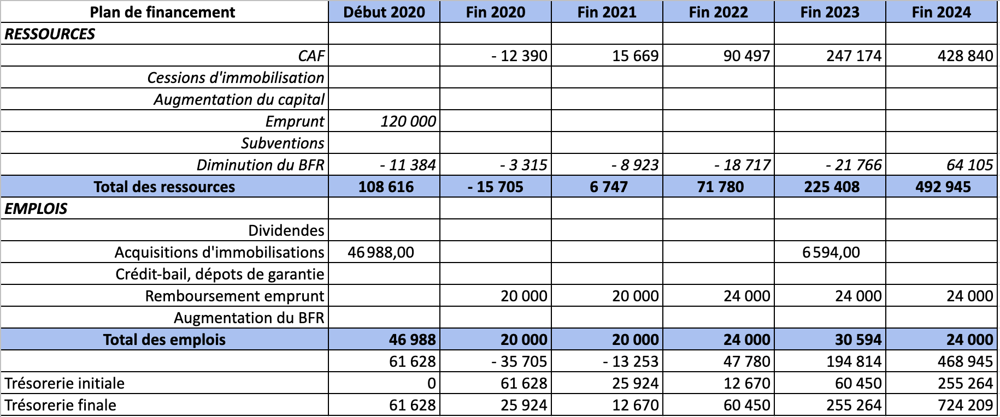 Plan de financement Début 2020 Fin 2020 Fin 2021 Fin 2022 Fin 2023 Fin 2024
RESSOURCES
CAF - 12 390 15 669 90 497 247 174 428 840
Cessions d'immobilisation
Augmentation du capital
Emprunt 120 000
Subventions
Diminution du BFR - 11 384 - 3 315 - 8 923 - 18 717 - 21 766 64 105
Total des ressources 108 616 - 15 705 6 747 71 780 225 408 492 945
EMPLOIS
Dividendes
Acquisitions d'immobilisations 46 988,00 6 594,00
Crédit-bail, dépots de garantie
Remboursement emprunt 20 000 20 000 24 000 24 000 24 000
Augmentation du BFR
Total des emplois 46 988 20 000 20 000 24 000 30 594 24 000
61 628 - 35 705 - 13 253 47 780 194 814 468 945
Trésorerie initiale 0 61 628 25 924 12 670 60 450 255 264
Trésorerie finale 61 628 25 924 12 670 60 450 255 264 724 209